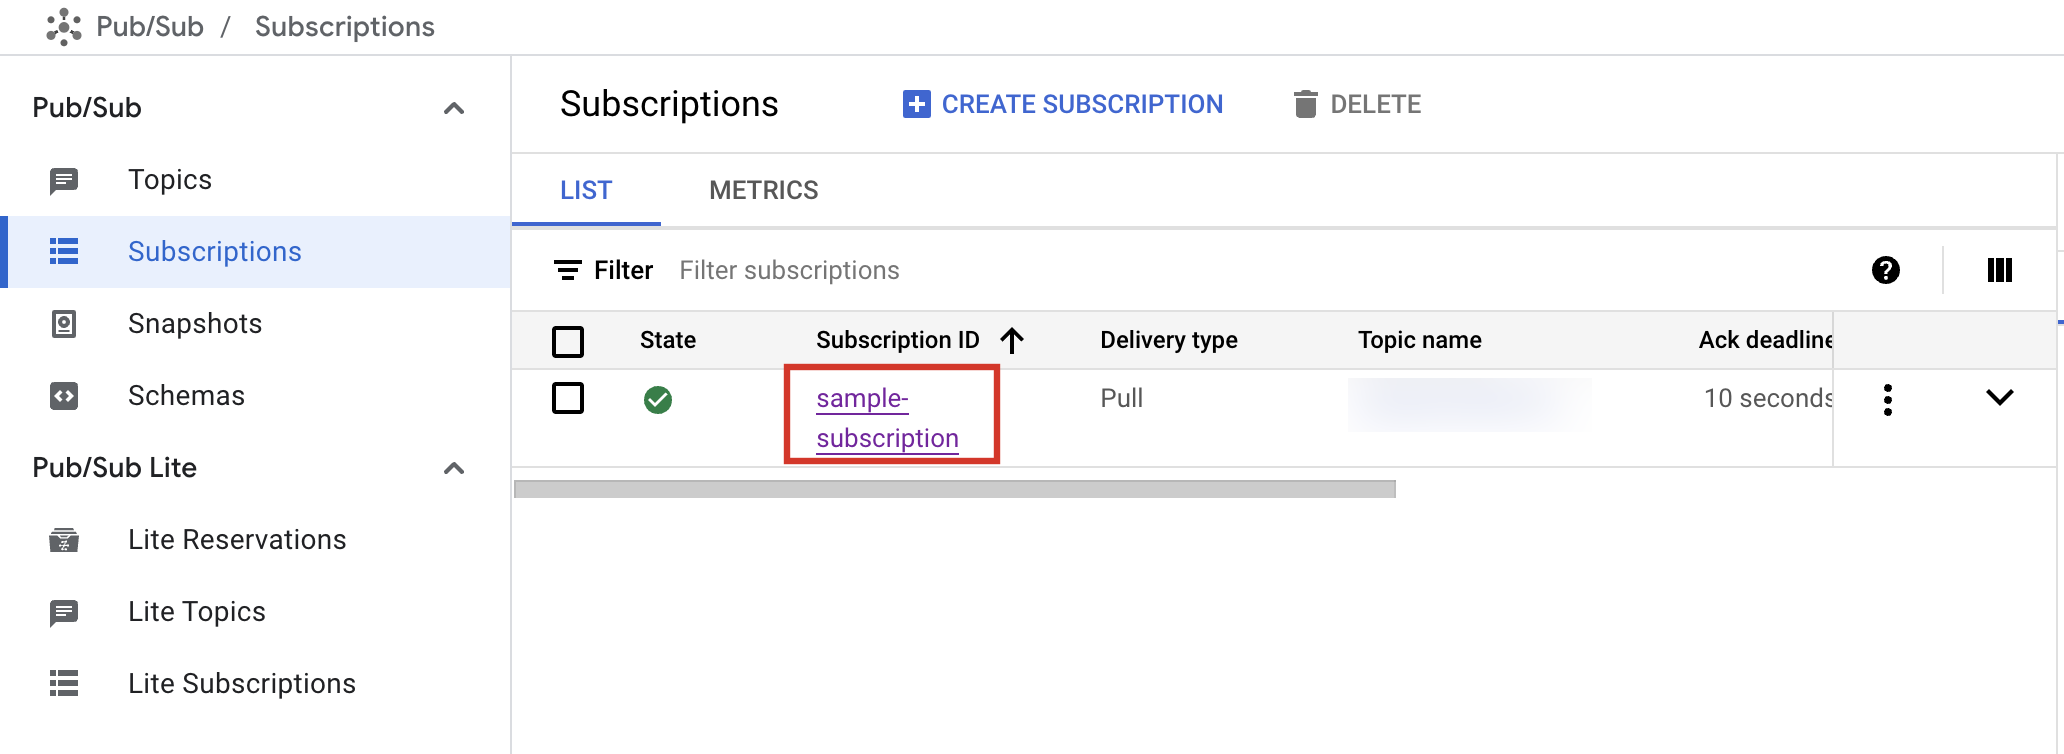 Pub/Sub / Subscriptions
Pub/Sub
Topics
Subscriptions
Snapshots
Schemas
Pub/Sub Lite
Lite Reservations
Lite Topics
Lite Subscriptions
Subscriptions CREATE SUBSCRIPTION DELETE
LIST METRICS
Filter Filter subscriptions
State Subscription ID Delivery type Topic name Ack deadline
sample- Pull 10 seconds
subscription